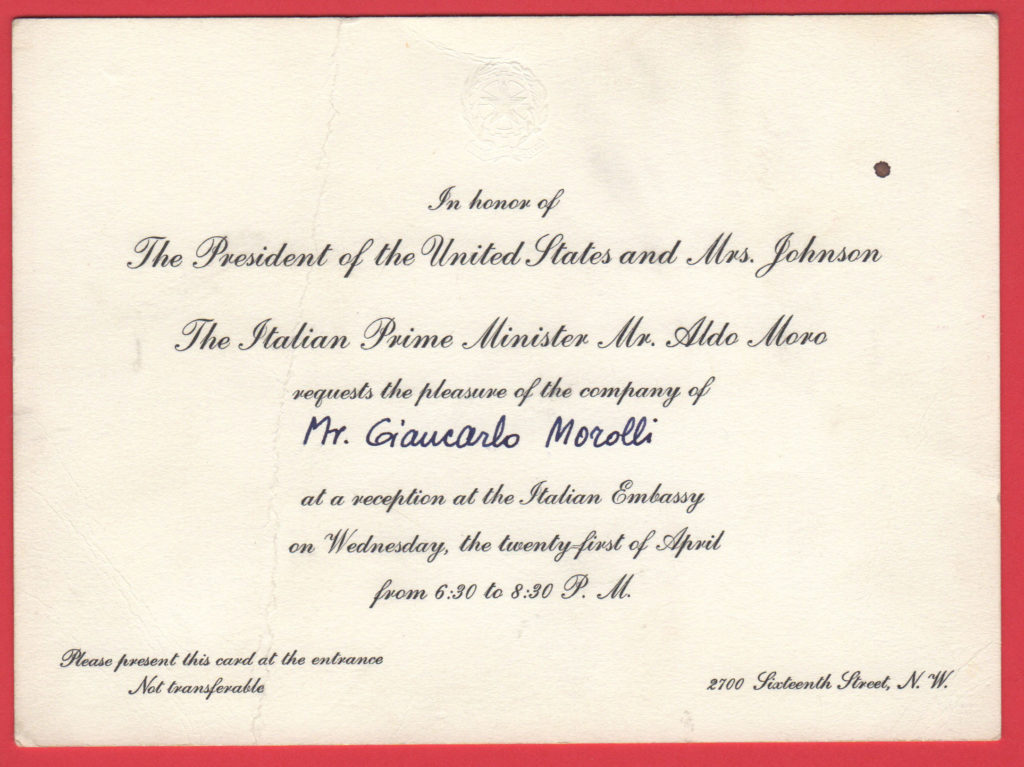 In honor of
The President of the United States and Mrs. Johnson
The Italian Prime Minister Mr. Aldo Moro
requests the pleasure of the company of
Mr. Giancarlo Morolli
at a reception at the Italian Embassy
on Wednesday, the twenty-first of April
from 6:30 to 8:30 P. M.
Please present this card at the entrance
Not transferable
2700 Sixteenth Street, N. W.